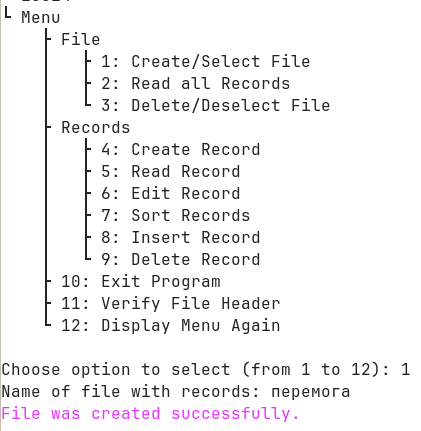 Menu
File
1: Create/Select File
2: Read all Records
3: Delete/Deselect File
Records
4: Create Record
5: Read Record
6: Edit Record
7: Sort Records
8: Insert Record
9: Delete Record
10: Exit Program
11: Verify File Header
12: Display Menu Again
Choose option to select (from 1 to 12): 1
Name of file with records: перемога
File was created successfully.